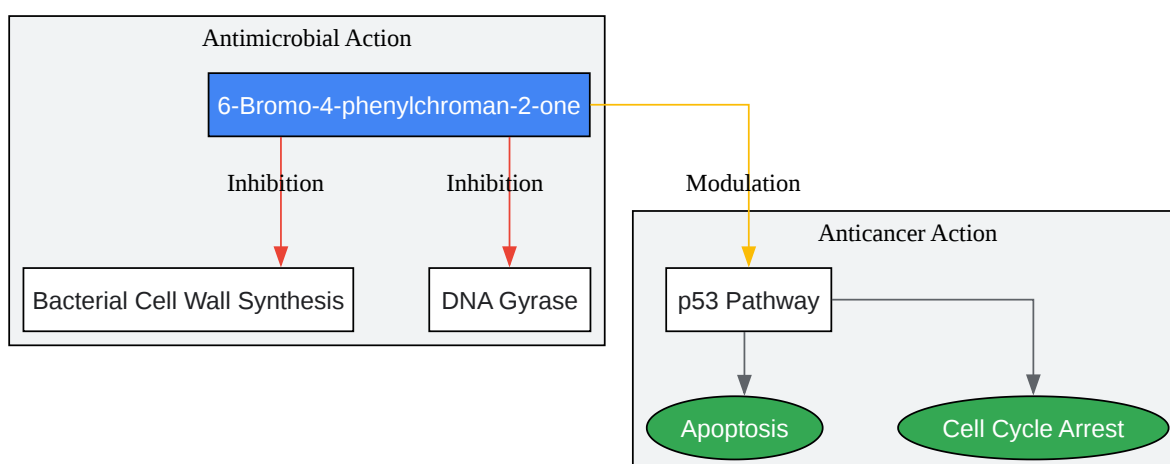 Antimicrobial Action
6-Bromo-4-phenylchroman-2-one
Inhibition
Inhibition
Modulation
Bacterial Cell Wall Synthesis
DNA Gyrase
Anticancer Action
p53 Pathway
Apoptosis
Cell Cycle Arrest